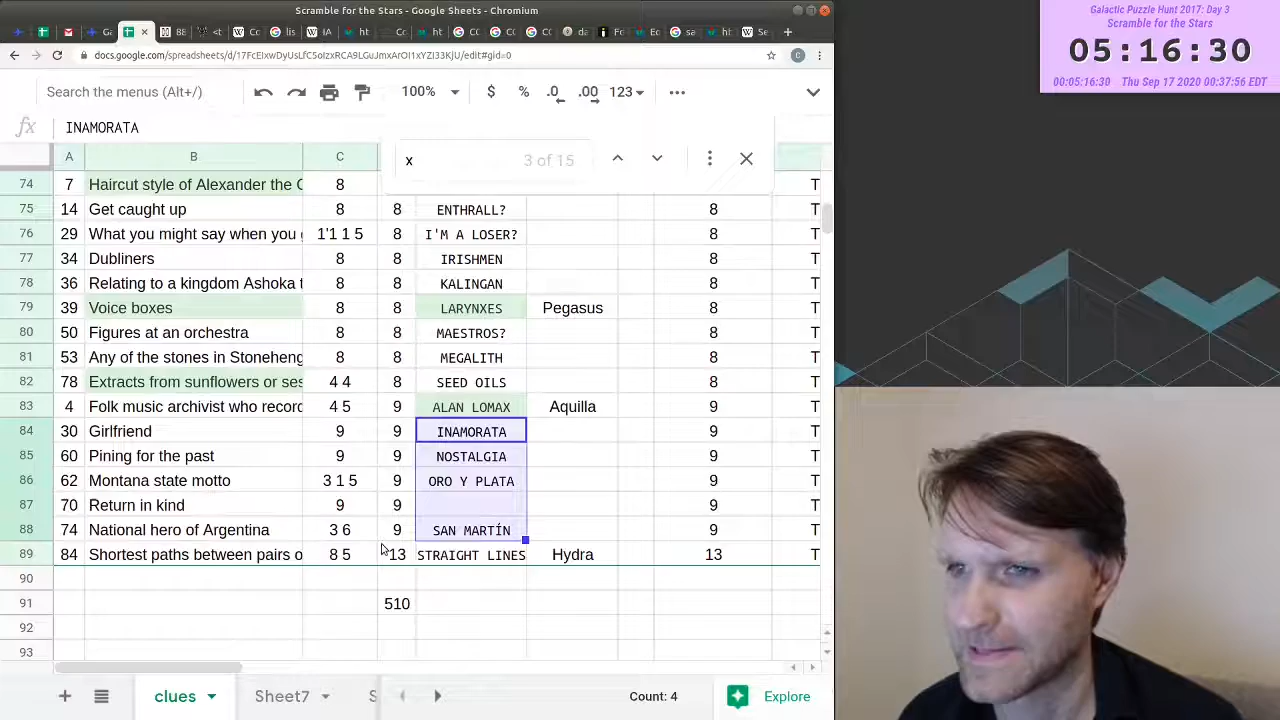 Scramble for the Stars - Google Sheets - Chromium
docs.google.com/spreadsheets/d/17FcEIxwDyUsLfC5oIzxRCA9LGuJmxArOI1xYZI33KjU/edit#gid=0
Search the menus (Alt+/)
100%
$ % .0 .00 123
fx INAMORATA
x 3 of 15
A B C
74 7 Haircut style of Alexander the G 8 T
75 14 Get caught up 8 8 ENTHRALL? 8 T
76 29 What you might say when you g 1'1 1 5 8 I'M A LOSER? 8 T
77 34 Dubliners 8 8 IRISHMEN 8 T
78 36 Relating to a kingdom Ashoka t 8 8 KALINGAN 8 T
79 39 Voice boxes 8 8 LARYNXES Pegasus 8 T
80 50 Figures at an orchestra 8 8 MAESTROS? 8 T
81 53 Any of the stones in Stoneheng 8 8 MEGALITH 8 T
82 78 Extracts from sunflowers or ses 4 4 8 SEED OILS 8 T
83 4 Folk music archivist who record 4 5 9 ALAN LOMAX Aquilla 9 T
84 30 Girlfriend 9 9 INAMORATA 9 T
85 60 Pining for the past 9 9 NOSTALGIA 9 T
86 62 Montana state motto 3 1 5 9 ORO Y PLATA 9 T
87 70 Return in kind 9 9 9 T
88 74 National hero of Argentina 3 6 9 SAN MARTÍN 9 T
89 84 Shortest paths between pairs o 8 5 13 STRAIGHT LINES Hydra 13 T
90
91 510
92
93
clues Sheet7 S Count: 4 Explore
Galactic Puzzle Hunt 2017: Day 3
Scramble for the Stars
05:16:30
00:05:16:30 Thu Sep 17 2020 00:37:56 EDT